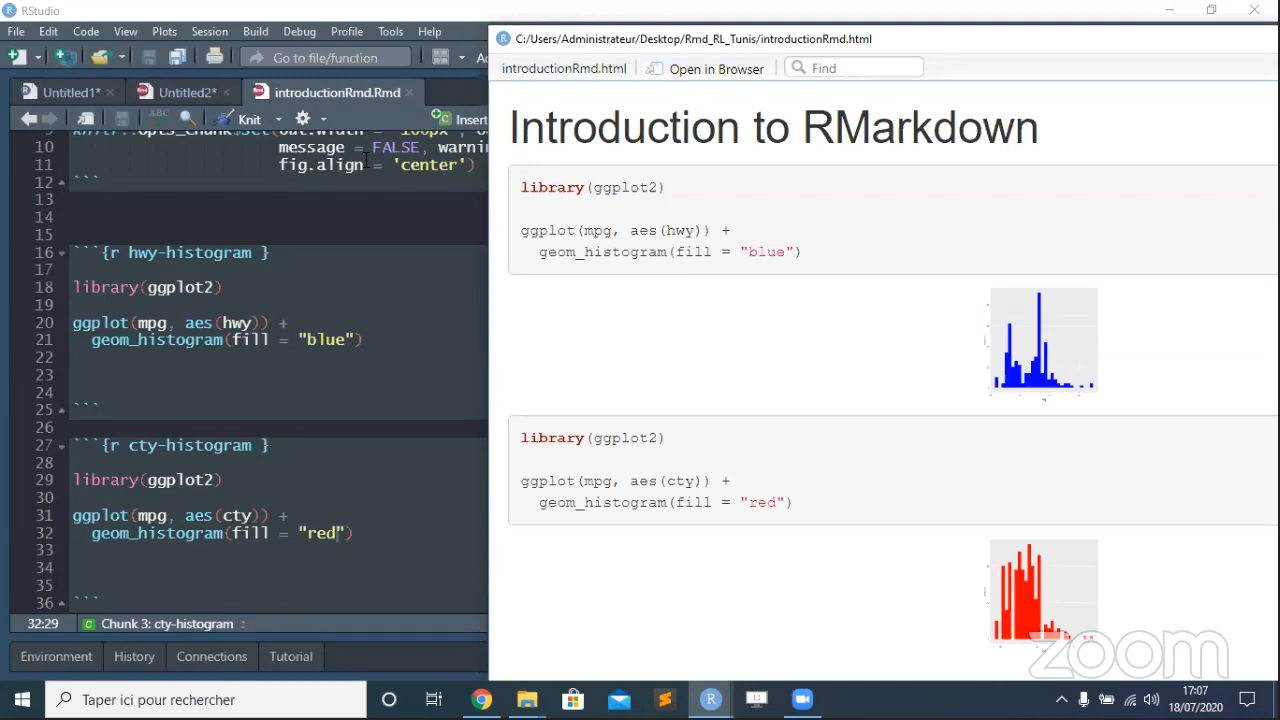 RStudio
File Edit Code View Plots Session Build Debug Profile Tools Help
Go to file/function
Untitled1* × Untitled2* × introductionRmd.Rmd ×
Knit Insert
10 message = FALSE,
11 fig.align = 'center')
12 ```
13
14
15
16 ```{r hwy-histogram }
17
18 library(ggplot2)
19
20 ggplot(mpg, aes(hwy)) +
21 geom_histogram(fill = "blue")
22
23
24
25 ```
26
27 ```{r cty-histogram }
28
29 library(ggplot2)
30
31 ggplot(mpg, aes(cty)) +
32 geom_histogram(fill = "red")
33
34
35
36 ```
32:29 Chunk 3: cty-histogram
Environment History Connections Tutorial
C:/Users/Administrateur/Desktop/Rmd_RL_Tunis/introductionRmd.html
introductionRmd.html Open in Browser Find
Introduction to RMarkdown
library(ggplot2)
ggplot(mpg, aes(hwy)) +
geom_histogram(fill = "blue")
library(ggplot2)
ggplot(mpg, aes(cty)) +
geom_histogram(fill = "red")
zoom
Taper ici pour rechercher
17:07
18/07/2020